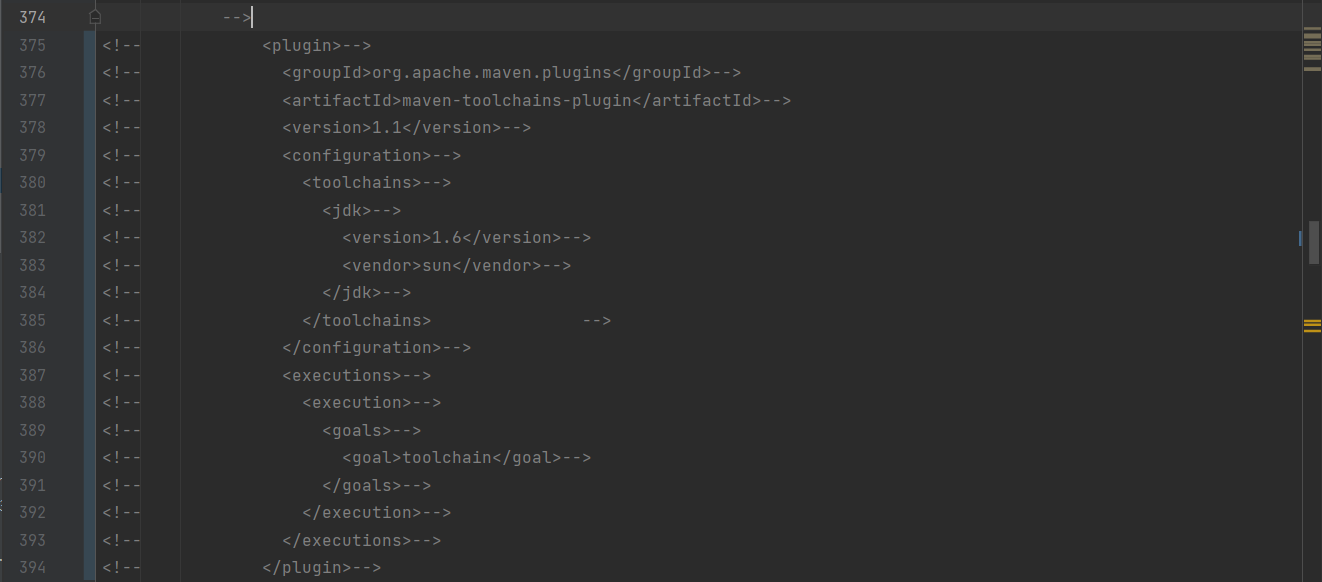 374 -->
375 <!-- <plugin>-->
376 <!-- <groupId>org.apache.maven.plugins</groupId>-->
377 <!-- <artifactId>maven-toolchains-plugin</artifactId>-->
378 <!-- <version>1.1</version>-->
379 <!-- <configuration>-->
380 <!-- <toolchains>-->
381 <!-- <jdk>-->
382 <!-- <version>1.6</version>-->
383 <!-- <vendor>sun</vendor>-->
384 <!-- </jdk>-->
385 <!-- </toolchains> -->
386 <!-- </configuration>-->
387 <!-- <executions>-->
388 <!-- <execution>-->
389 <!-- <goals>-->
390 <!-- <goal>toolchain</goal>-->
391 <!-- </goals>-->
392 <!-- </execution>-->
393 <!-- </executions>-->
394 <!-- </plugin>-->